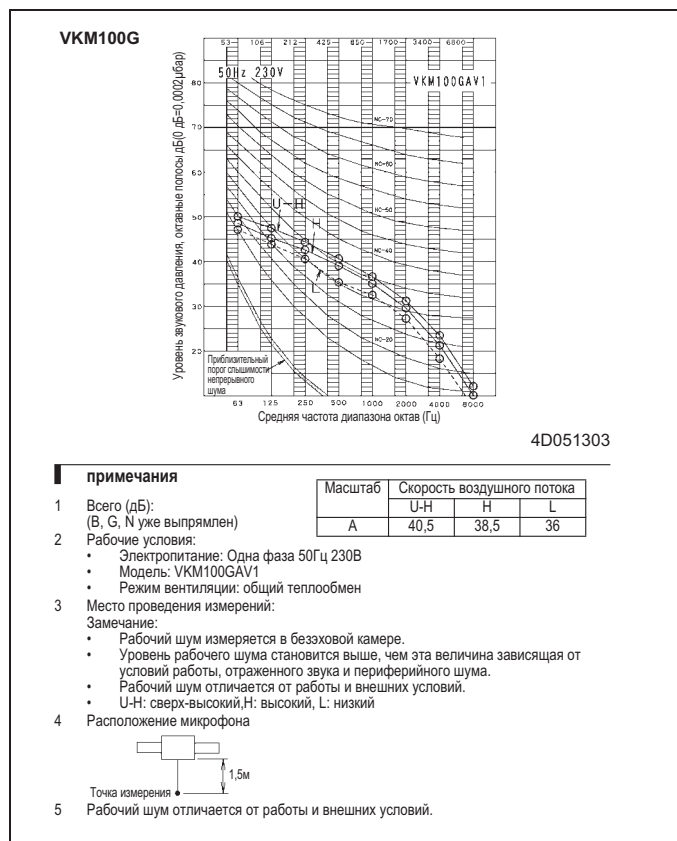 VKM100G
53 106 212 425 850 1700 3400 6800
50Hz 230V
VKM100GAV1
Уровень звукового давления, октавные полосы дБ(0 дБ=0,0002µбар)
80
70
60
50
40
30
20
NC-70
NC-60
NC-50
NC-40
NC-20
U-H
H
L
Приблизительный
порог слышимости
непрерывного
шума
63 125 250 500 1000 2000 4000 8000
Средняя частота диапазона октав (Гц)
4D051303
примечания
1 Всего (дБ):
(B, G, N уже выпрямлен)
Масштаб Скорость воздушного потока
U-H H L
A 40,5 38,5 36
2 Рабочие условия:
• Электропитание: Одна фаза 50Гц 230В
• Модель: VKM100GAV1
• Режим вентиляции: общий теплообмен
3 Место проведения измерений:
Замечание:
• Рабочий шум измеряется в безэховой камере.
• Уровень рабочего шума становится выше, чем эта величина зависящая от
условий работы, отраженного звука и периферийного шума.
• Рабочий шум отличается от работы и внешних условий.
• U-H: сверх-высокий,H: высокий, L: низкий
4 Расположение микрофона
1,5м
Точка измерения
5 Рабочий шум отличается от работы и внешних условий.